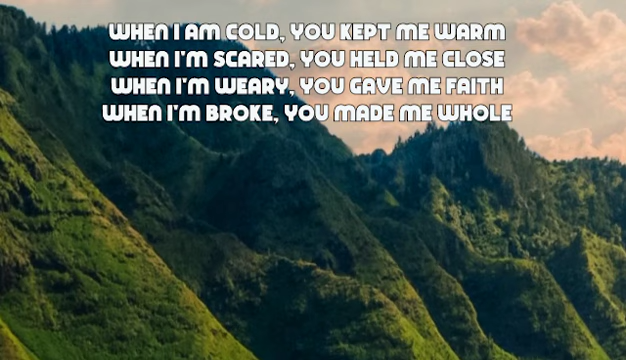 WHEN I AM COLD, YOU KEPT ME WARM
WHEN I'M SCARED, YOU HELD ME CLOSE
WHEN I'M WEARY, YOU GAVE ME FAITH
WHEN I'M BROKE, YOU MADE ME WHOLE